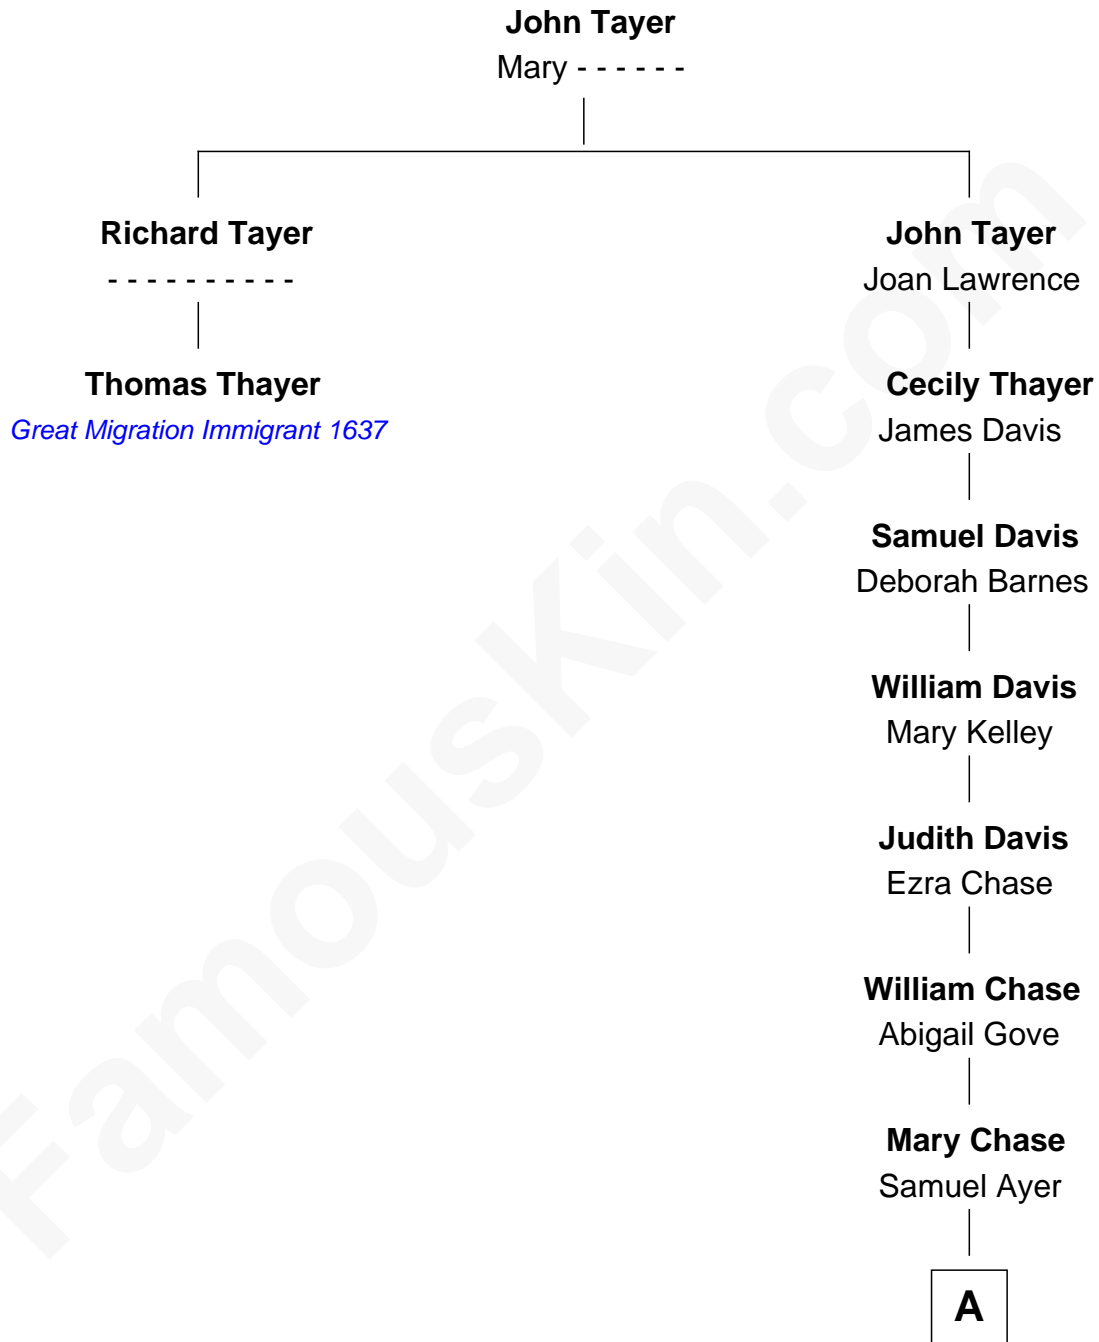 John Tayer
Mary - - - - - -
Richard Tayer
- - - - - - - - - -
Thomas Thayer
Great Migration Immigrant 1637
John Tayer
Joan Lawrence
Cecily Thayer
James Davis
Samuel Davis
Deborah Barnes
William Davis
Mary Kelley
Judith Davis
Ezra Chase
William Chase
Abigail Gove
Mary Chase
Samuel Ayer
A
FamousKin.com